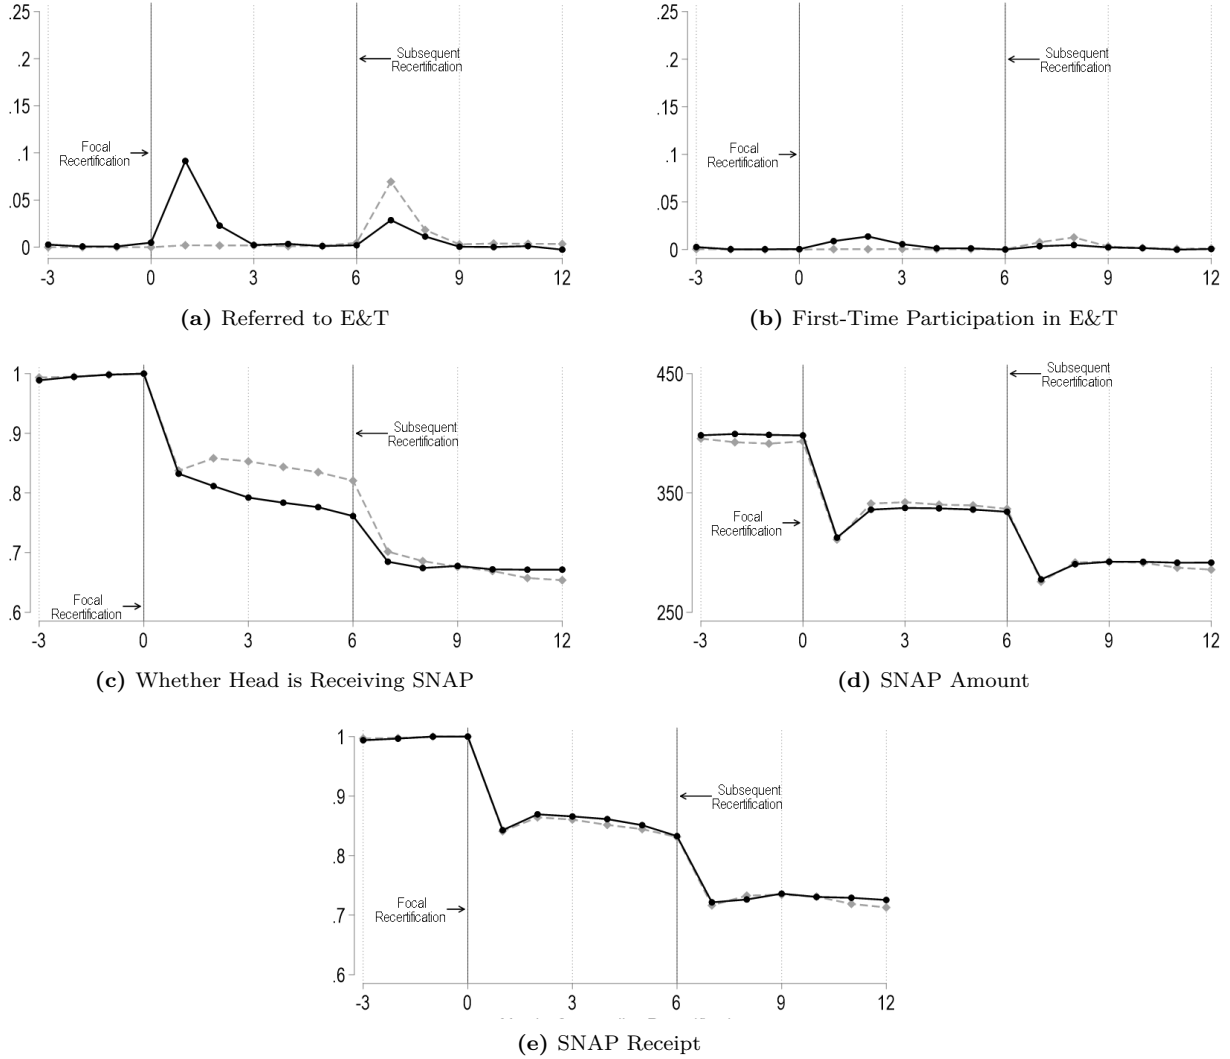 .25
.2
.15
.1
.05
0
Subsequent
Recertification
Focal
Recertification
-3 0 3 6 9 12
(a) Referred to E&T
.25
.2
.15
.1
.05
0
Subsequent
Recertification
Focal
Recertification
-3 0 3 6 9 12
(b) First-Time Participation in E&T
1
.9
.8
.7
.6
Subsequent
Recertification
Focal
Recertification
-3 0 3 6 9 12
(c) Whether Head is Receiving SNAP
450
350
250
Subsequent
Recertification
Focal
Recertification
-3 0 3 6 9 12
(d) SNAP Amount
1
.9
.8
.7
.6
Subsequent
Recertification
Focal
Recertification
-3 0 3 6 9 12
(e) SNAP Receipt